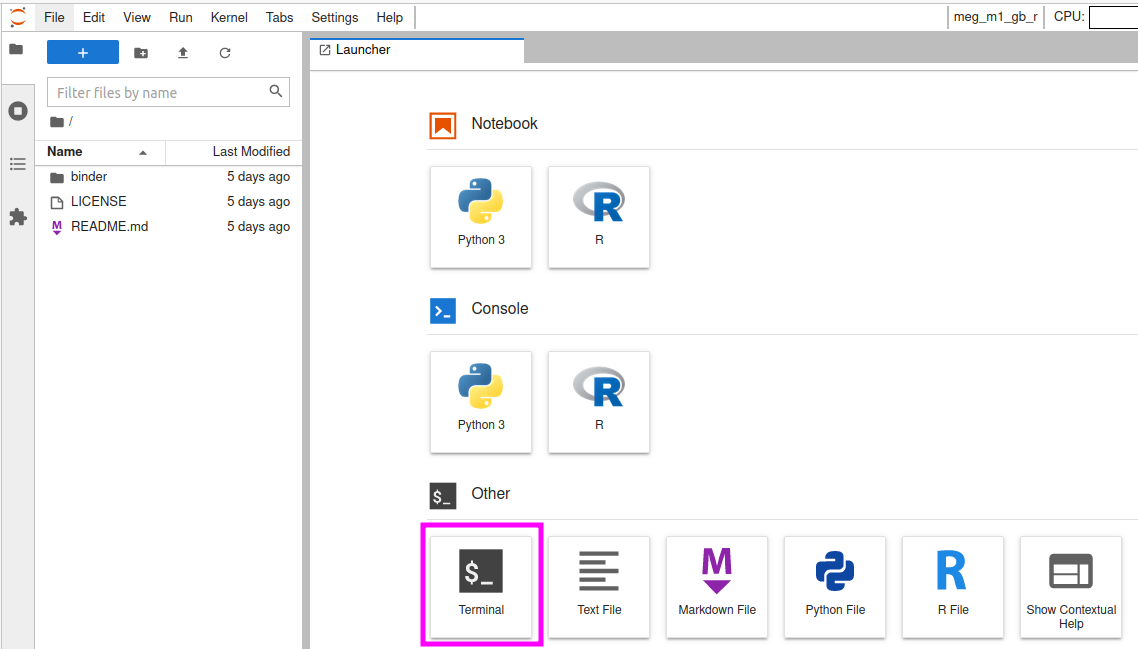 File Edit View Run Kernel Tabs Settings Help meg_m1_gb_r CPU:
+
Launcher
Filter files by name
/
Name Last Modified
binder 5 days ago
LICENSE 5 days ago
M README.md 5 days ago
Notebook
Python 3 R
>_ Console
Python 3 R
$_ Other
$_ M R
Terminal Text File Markdown File Python File R File Show Contextual
Help